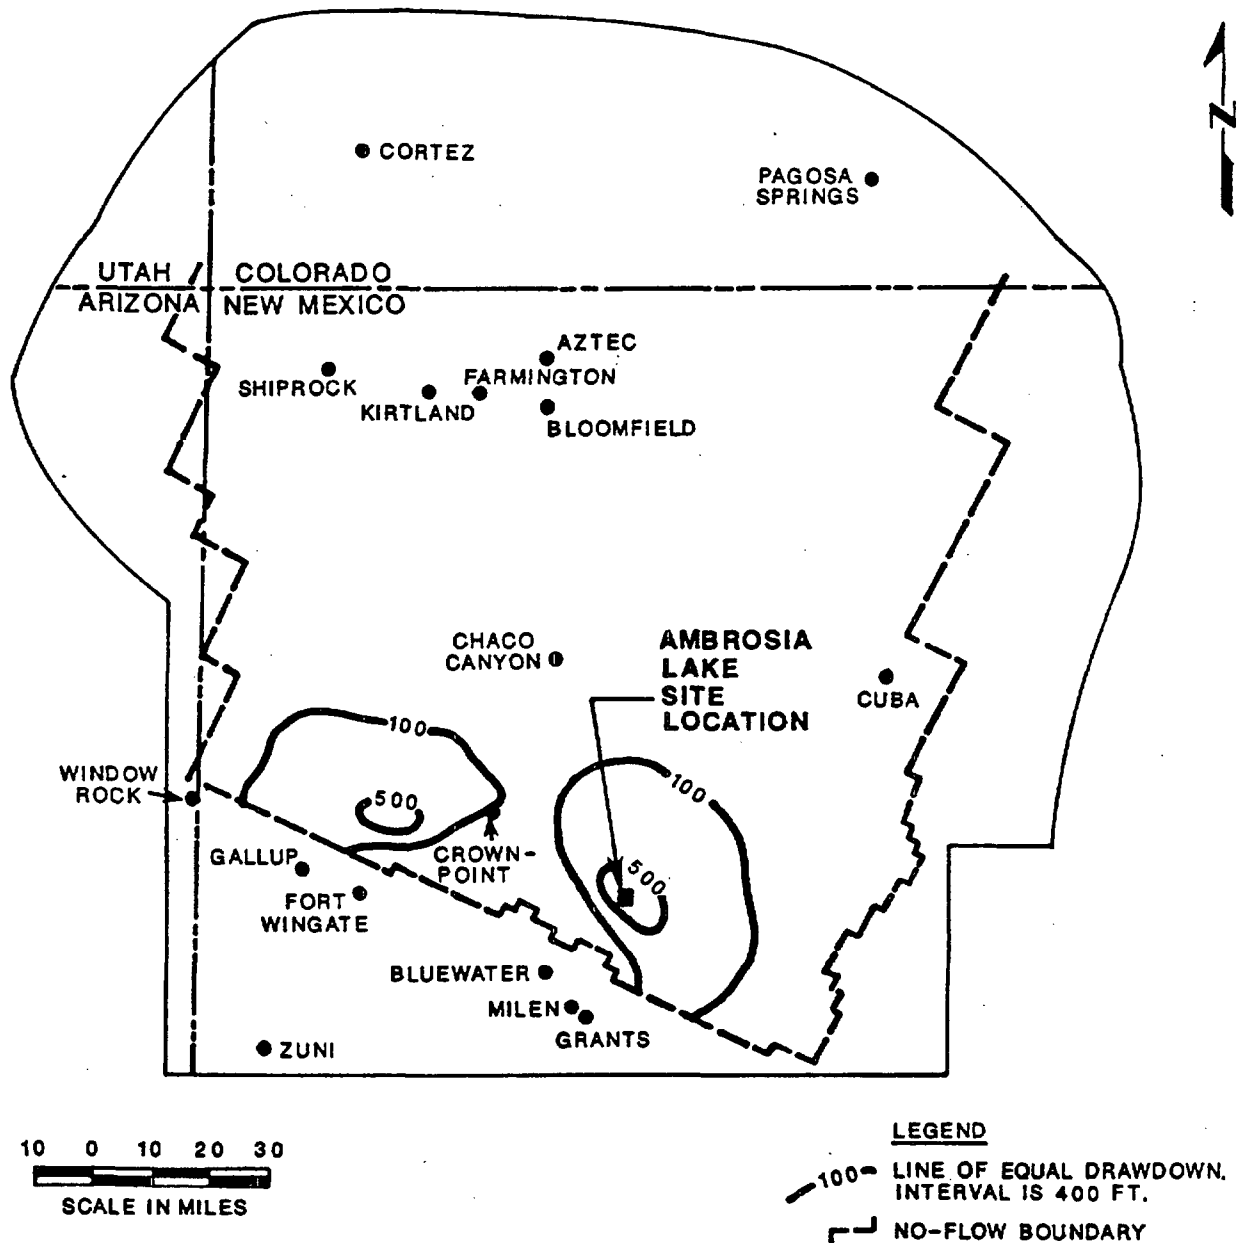 N
CORTEZ
PAGOSA
SPRINGS
UTAH COLORADO
ARIZONA NEW MEXICO
AZTEC
SHIPROCK
FARMINGTON
KIRTLAND
BLOOMFIELD
CHACO
CANYON
AMBROSIA
LAKE
SITE
LOCATION
CUBA
100
WINDOW
ROCK
500
100
GALLUP
CROWN-
POINT
500
FORT
WINGATE
BLUEWATER
MILEN
GRANTS
ZUNI
10 0 10 20 30
SCALE IN MILES
LEGEND
100 LINE OF EQUAL DRAWDOWN.
INTERVAL IS 400 FT.
NO-FLOW BOUNDARY